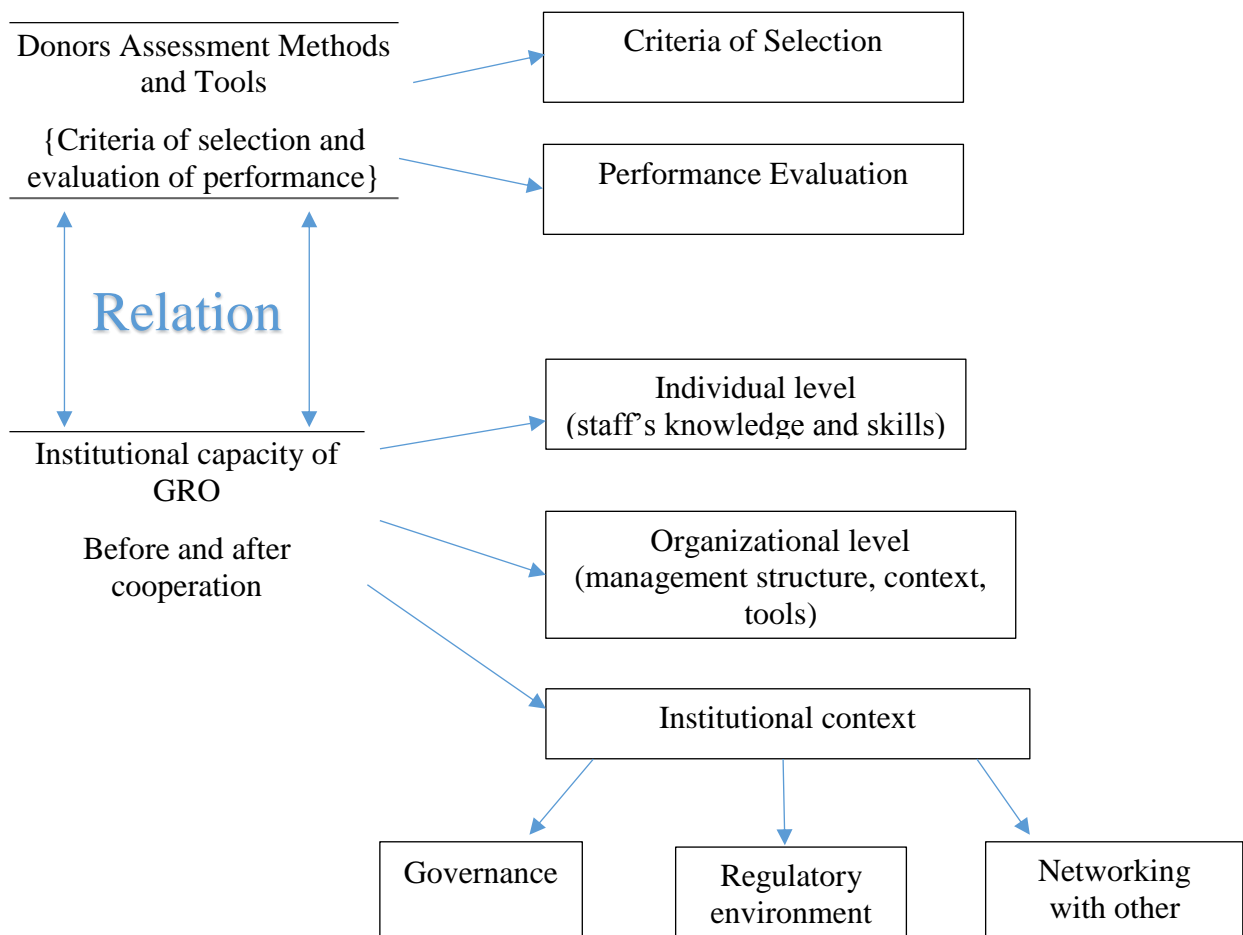 Donors Assessment Methods
and Tools
{Criteria of selection and
evaluation of performance}
Criteria of Selection
Performance Evaluation
Relation
Institutional capacity of
GRO
Before and after
cooperation
Individual level
(staff’s knowledge and skills)
Organizational level
(management structure, context,
tools)
Institutional context
Governance
Regulatory
environment
Networking
with other